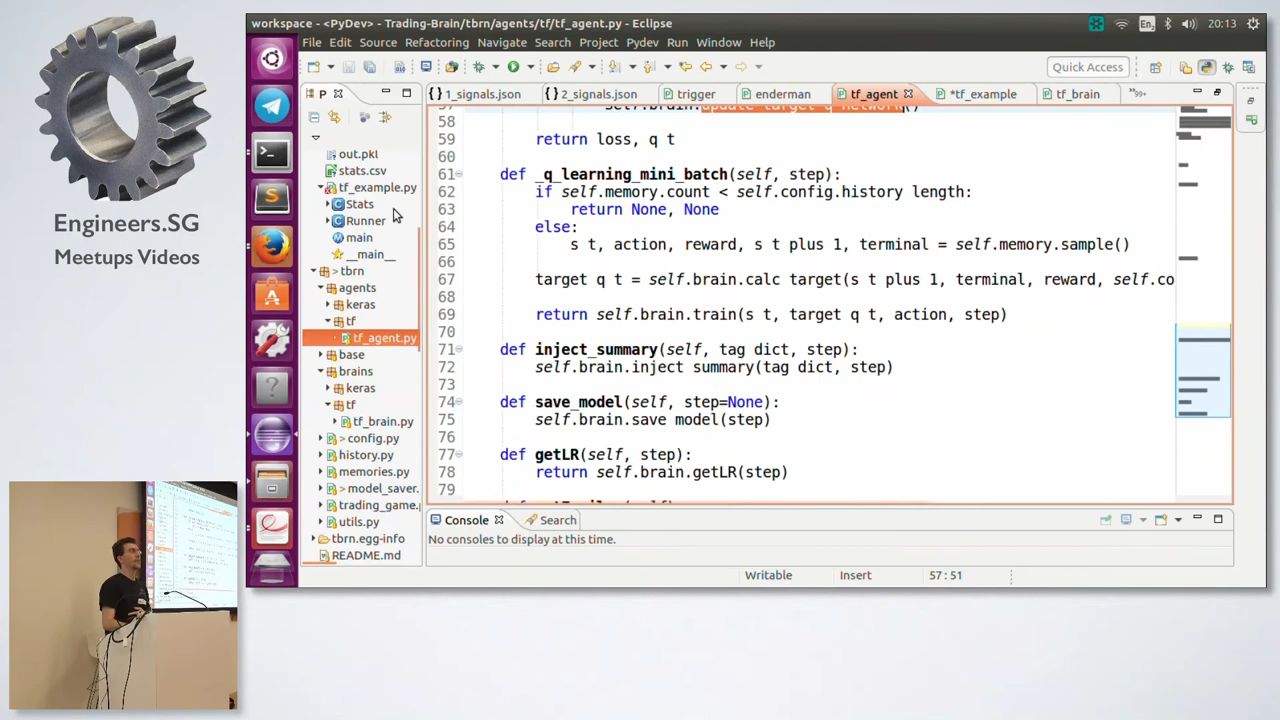 Engineers.SG
Meetups Videos
workspace - <PyDev> - Trading-Brain/tbrn/agents/tf/tf_agent.py - Eclipse
20:13
File Edit Source Refactoring Navigate Search Project Pydev Run Window Help
En
Quick Access
P
1_signals.json
2_signals.json
trigger
enderman
tf_agent
*tf_example
tf_brain
»99+
out.pkl
stats.csv
tf_example.py
Stats
Runner
main
__main__
> tbrn
agents
keras
tf
tf_agent.py
base
brains
keras
tf
tf_brain.py
> config.py
history.py
memories.py
> model_saver.
trading_game.
utils.py
tbrn.egg-info
README.md
57 self.brain.update target q network()
58
59 return loss, q t
60
61 def _q_learning_mini_batch(self, step):
62 if self.memory.count < self.config.history length:
63 return None, None
64 else:
65 s t, action, reward, s t plus 1, terminal = self.memory.sample()
66
67 target q t = self.brain.calc target(s t plus 1, terminal, reward, self.co
68
69 return self.brain.train(s t, target q t, action, step)
70
71 def inject_summary(self, tag dict, step):
72 self.brain.inject summary(tag dict, step)
73
74 def save_model(self, step=None):
75 self.brain.save model(step)
76
77 def getLR(self, step):
78 return self.brain.getLR(step)
79
Console
Search
No consoles to display at this time.
Writable
Insert
57 : 51